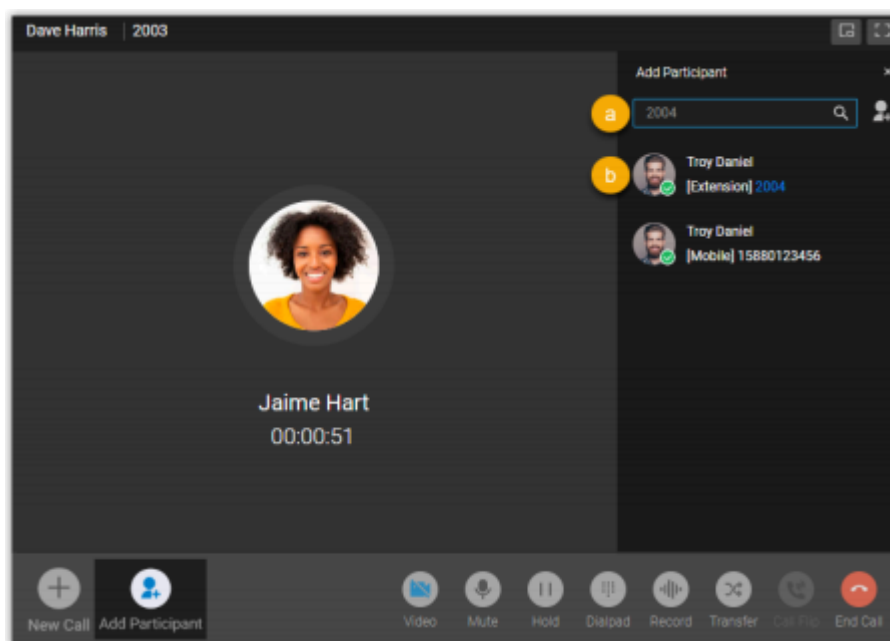 Dave Harris | 2003
Add Participant
a
2004
b
Troy Daniel
[Extension] 2004
Troy Daniel
[Mobile] 15880123456
Jaime Hart
00:00:51
New Call
Add Participant
Video
Mute
Hold
Dialpad
Record
Transfer
Call Flip
End Call